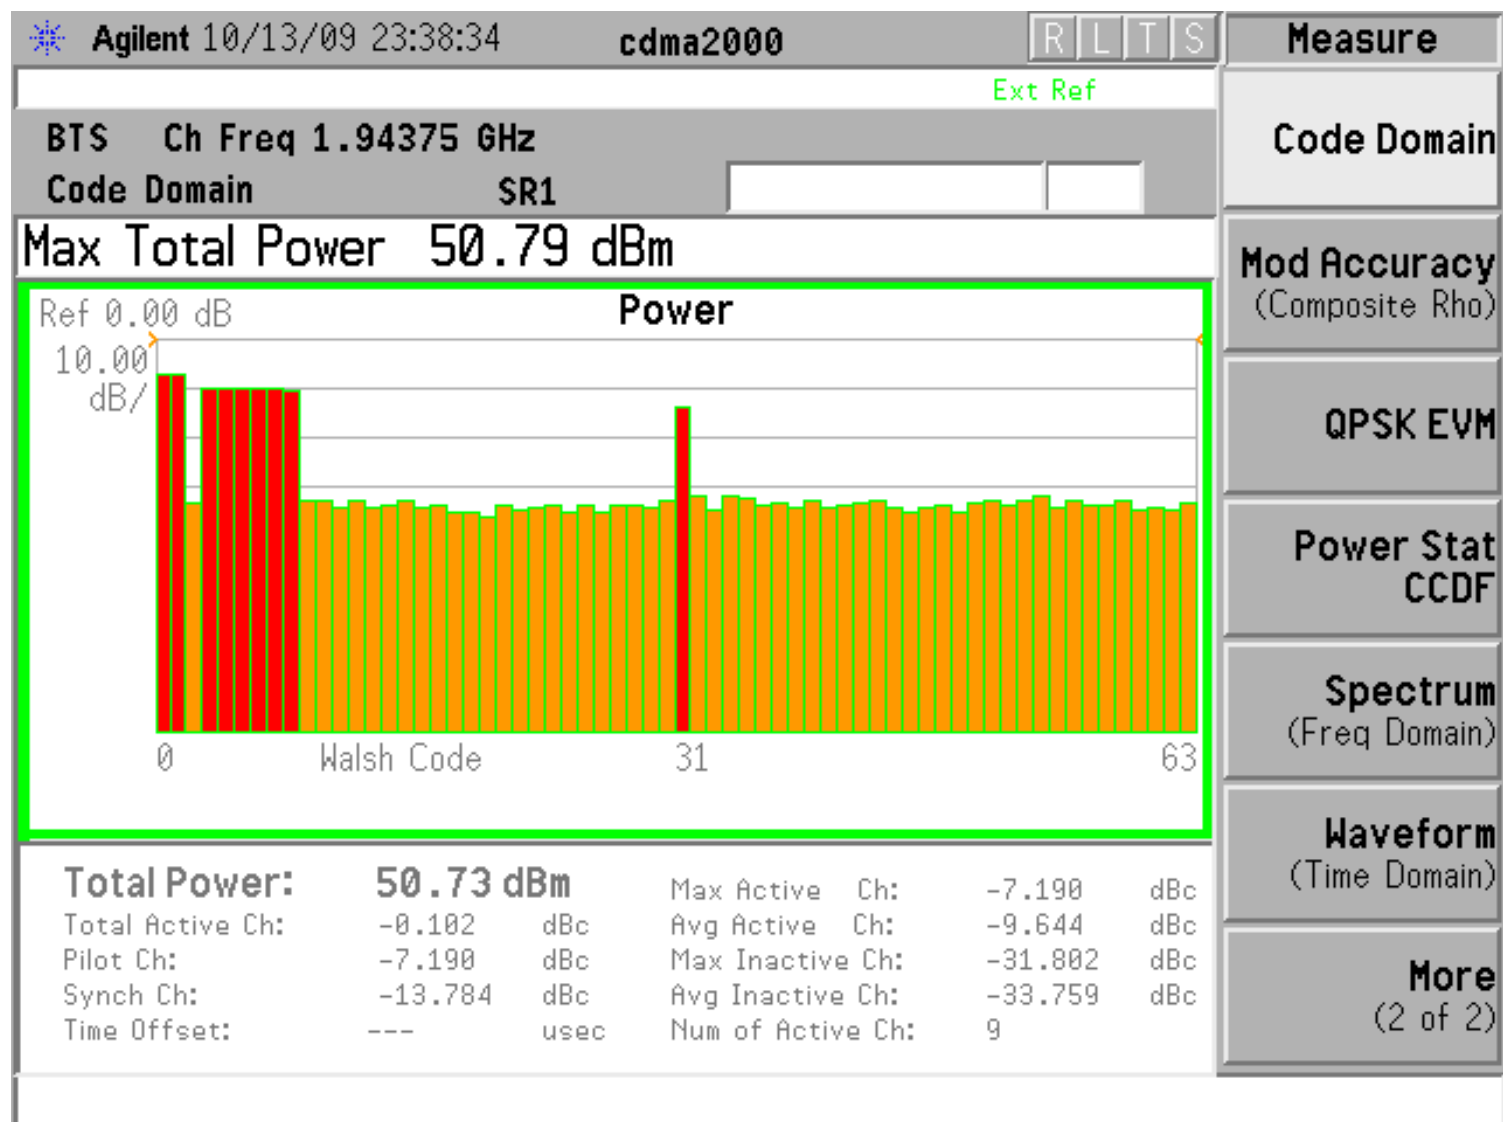 Agilent 10/13/09 23:38:34 cdma2000 R L T S Measure
Ext Ref
BTS Ch Freq 1.94375 GHz
Code Domain SR1
Max Total Power 50.79 dBm
Ref 0.00 dB Power
10.00
dB/
0 Walsh Code 31 63
Total Power: 50.73 dBm
Total Active Ch: -0.102 dBc
Pilot Ch: -7.190 dBc
Synch Ch: -13.784 dBc
Time Offset: --- usec
Max Active Ch: -7.190 dBc
Avg Active Ch: -9.644 dBc
Max Inactive Ch: -31.802 dBc
Avg Inactive Ch: -33.759 dBc
Num of Active Ch: 9
Code Domain
Mod Accuracy
(Composite Rho)
QPSK EVM
Power Stat
CCDF
Spectrum
(Freq Domain)
Waveform
(Time Domain)
More
(2 of 2)